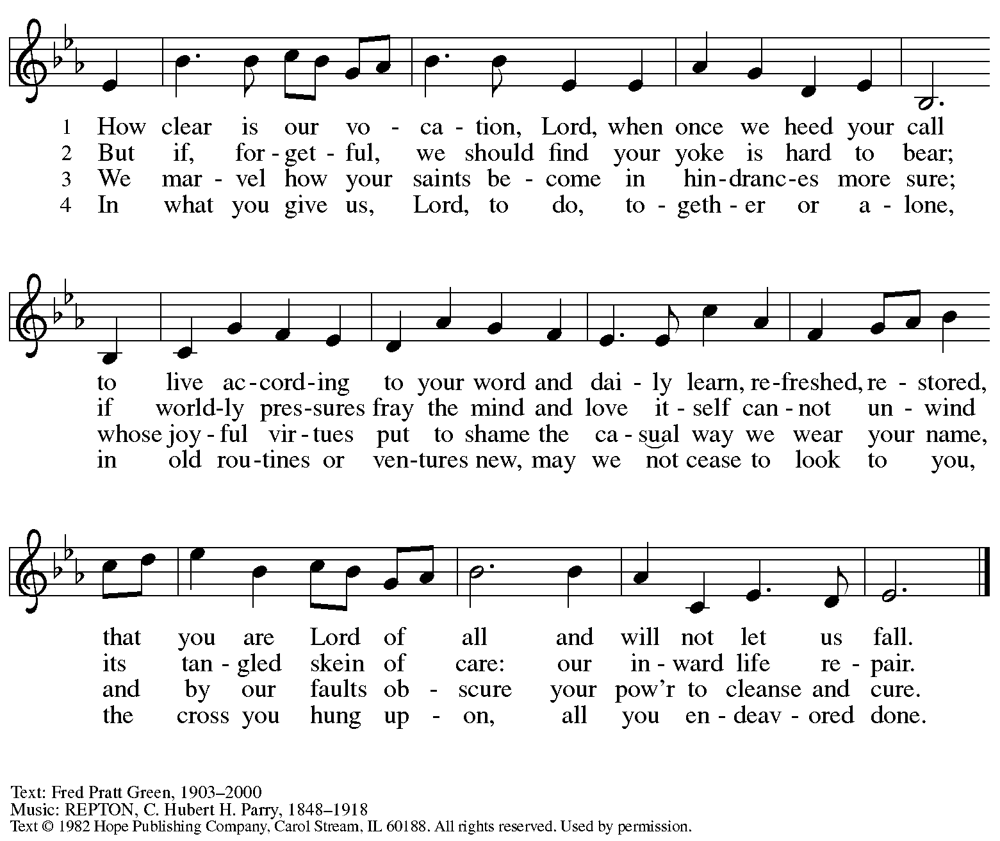 1 How clear is our vo - ca - tion, Lord, when once we heed your call
2 But if, for - get - ful, we should find your yoke is hard to bear;
3 We mar - vel how your saints be - come in hin - dranc - es more sure;
4 In what you give us, Lord, to do, to - geth - er or a - lone,
to live ac - cord - ing to your word and dai - ly learn, re - freshed, re - stored,
if world - ly pres - sures fray the mind and love it - self can - not un - wind
whose joy - ful vir - tues put to shame the ca - sual way we wear your name,
in old rou - tines or ven - tures new, may we not cease to look to you,
that you are Lord of all and will not let us fall.
its tan - gled skein of care: our in - ward life re - pair.
and by our faults ob - scure your pow'r to cleanse and cure.
the cross you hung up - on, all you en - deav - ored done.
Text: Fred Pratt Green, 1903–2000
Music: REPTON, C. Hubert H. Parry, 1848–1918
Text © 1982 Hope Publishing Company, Carol Stream, IL 60188. All rights reserved. Used by permission.